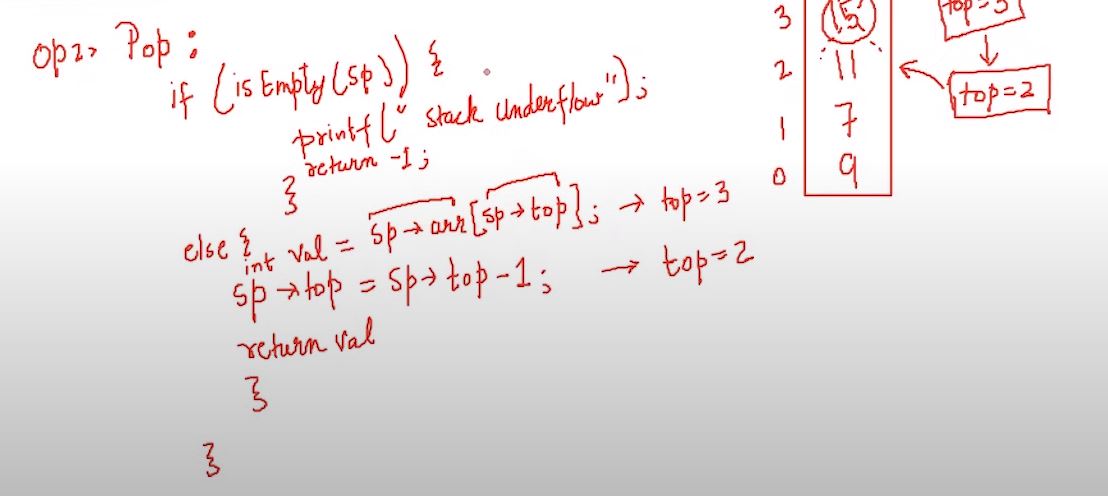 op2> Pop :
if (isEmpty(sp)) {
printf(" stack underflow");
return -1;
}
else {
int val = sp→arr[sp→top]; → top=3
sp→top = sp→top-1; → top=2
return val
}
}
3 15
2 11
1 7
0 9
top=3
top=2